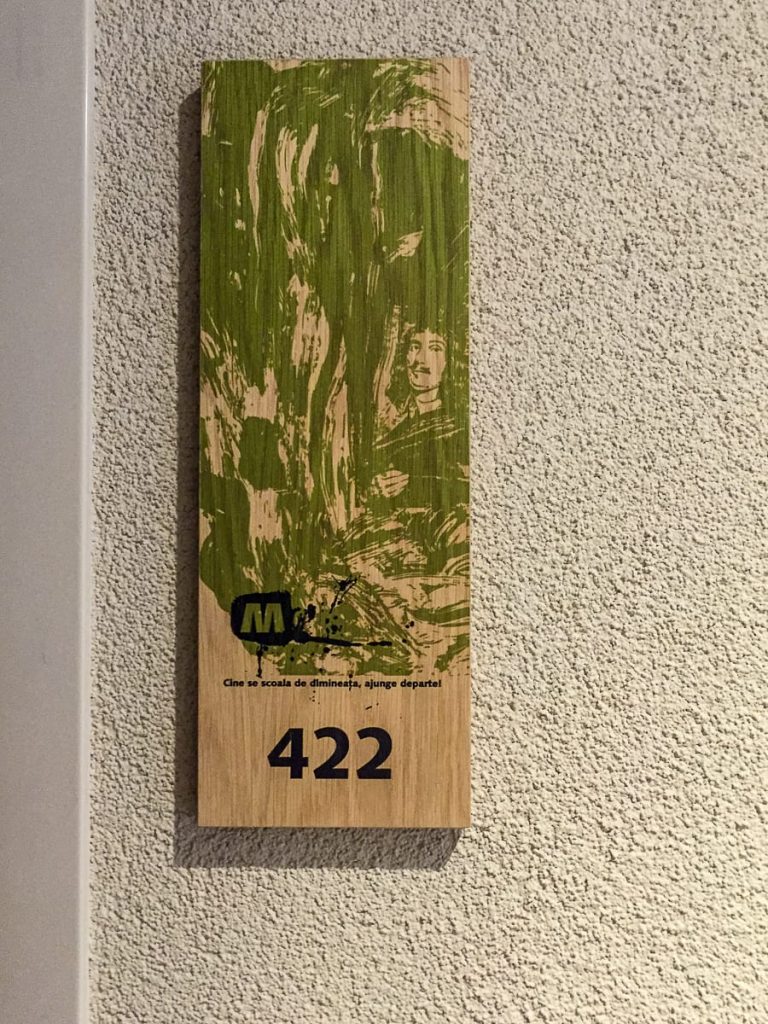 M
Cine se scoala de dimineața, ajunge departe!
422